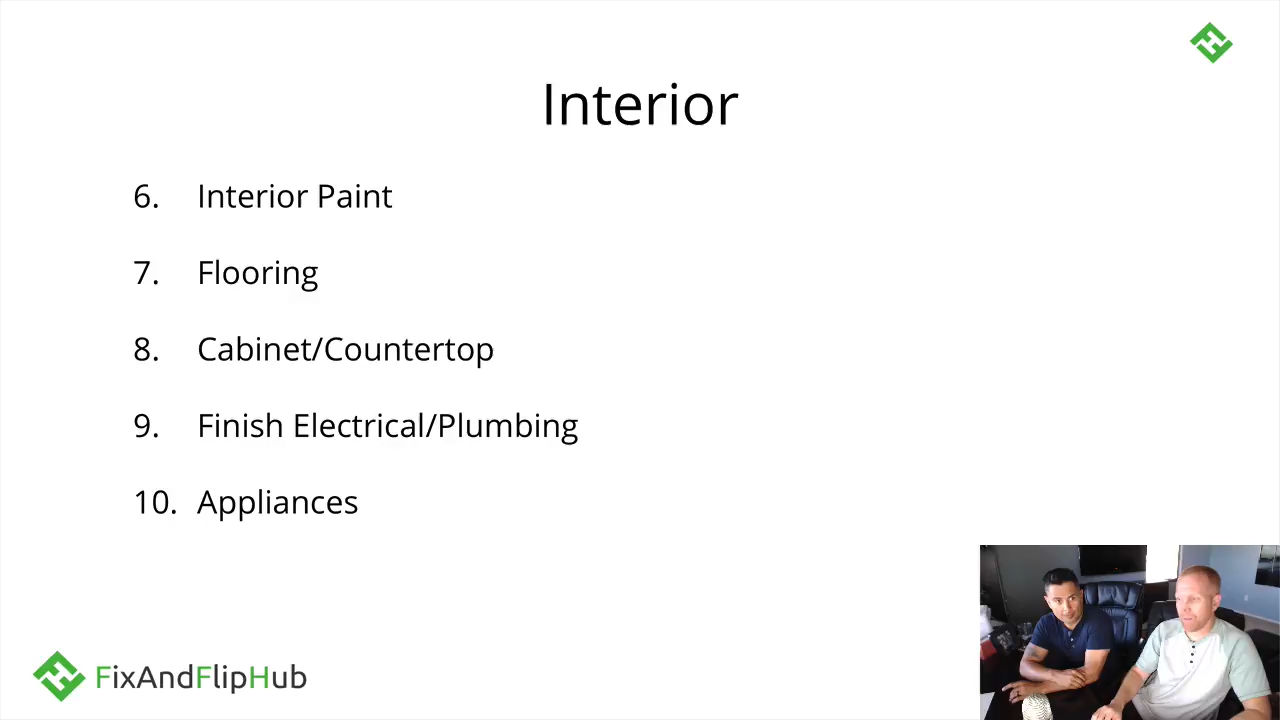 Interior
6. Interior Paint
7. Flooring
8. Cabinet/Countertop
9. Finish Electrical/Plumbing
10. Appliances
FixAndFlipHub